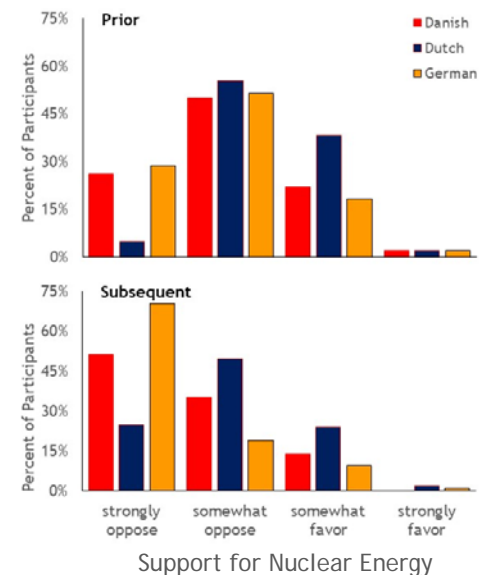 75%
Prior
Danish
Dutch
German
60%
45%
30%
15%
0%
Percent of Participants
75%
Subsequent
60%
45%
30%
15%
0%
Percent of Participants
strongly oppose
somewhat oppose
somewhat favor
strongly favor
Support for Nuclear Energy